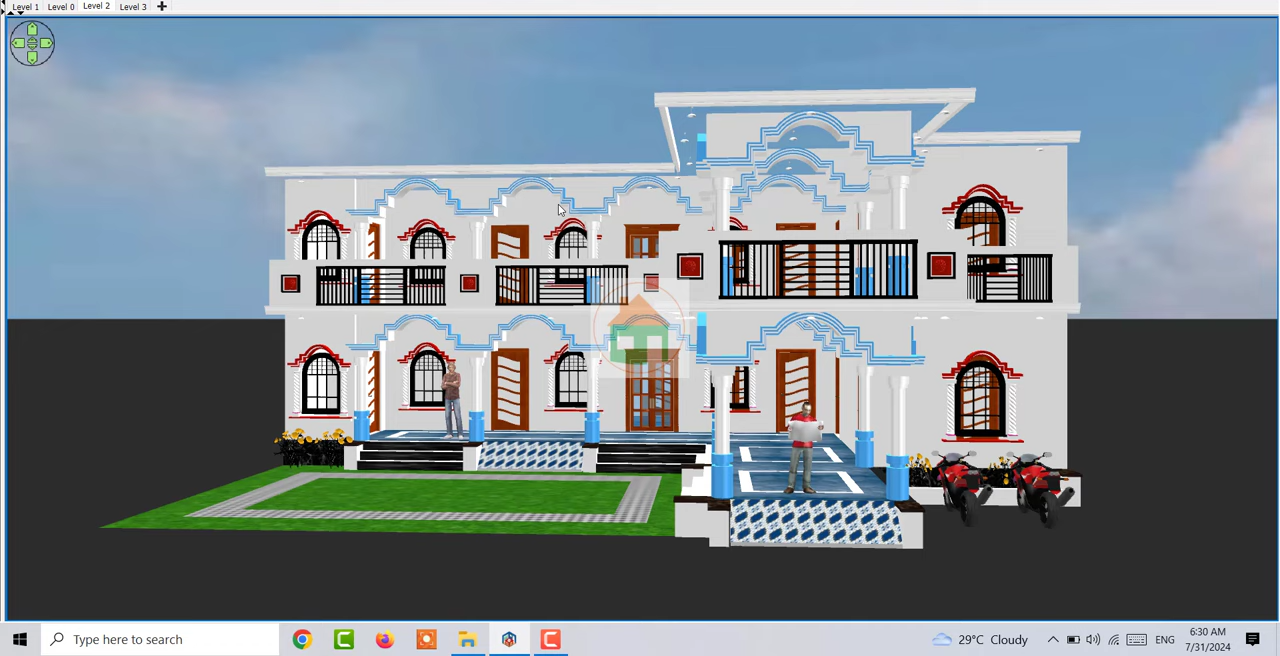 Level 1 Level 0 Level 2 Level 3
Type here to search
29°C Cloudy
ENG
6:30 AM
7/31/2024